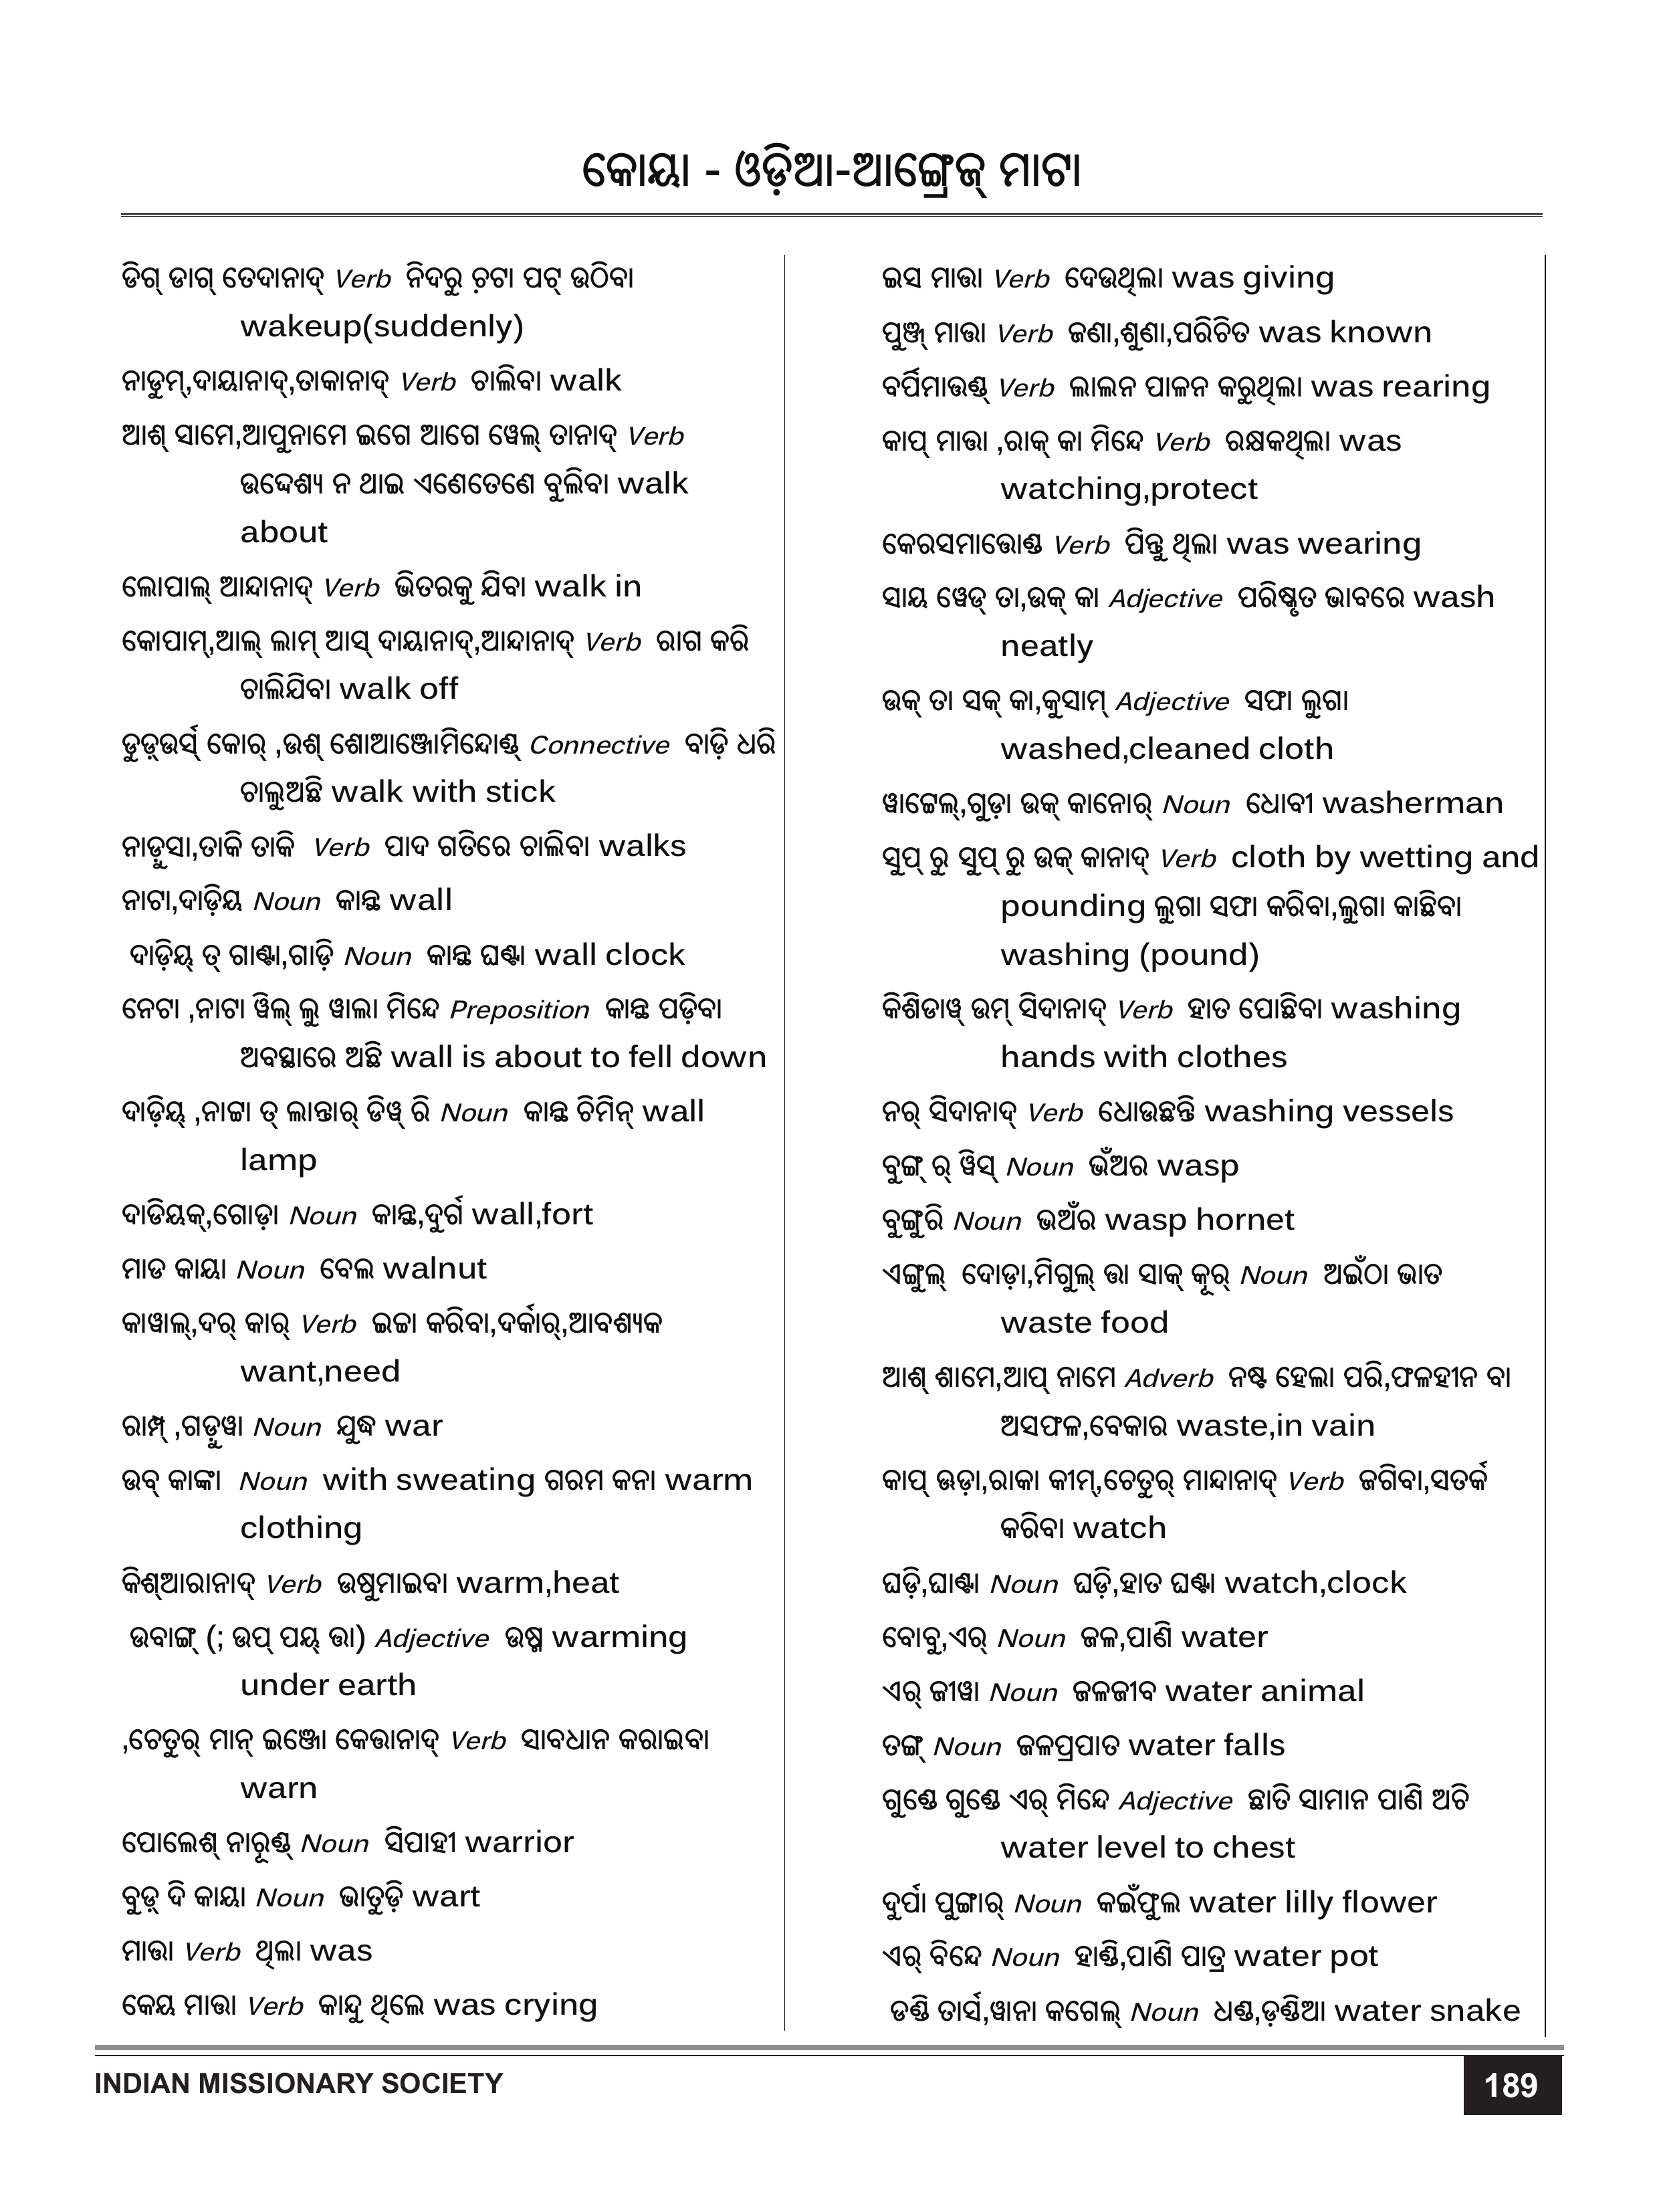 କୋୟା - ଓଡ଼ିଆ-ଆଙ୍ଗ୍ରେଜ୍ ମାଟା
ଡିଗ୍ ଡାଗ୍ ତେଦାନାଦ୍ Verb ନିଦରୁ ଚ଼ଟା ପଟ୍ ଉଠିବା
wakeup(suddenly)
ନାଡୁମ୍,ଦାୟାନାଦ୍,ତାକାନାଦ୍ Verb ଚାଲିବା walk
ଆଶ୍ ସାମେ,ଆପୁନାମେ ଇଗେ ଆଗେ ୱେଲ୍ ତାନାଦ୍ Verb
ଉଦ୍ଦେଶ୍ୟ ନ ଥାଇ ଏଣେତେଣେ ବୁଲିବା walk
about
ଲୋପାଲ୍ ଆନ୍ଦାନାଦ୍ Verb ଭିତରକୁ ଯିବା walk in
କୋପାମ୍,ଆଲ୍ ଲାମ୍ ଆସ୍ ଦାୟାନାଦ୍,ଆନ୍ଦାନାଦ୍ Verb ରାଗ କରି
ଚାଲିଯିବା walk off
ଡୁଡ଼୍ଉର୍ସ୍ କୋର୍ ,ଉଶ୍ ଶୋଆଞ୍ଜୋମିନ୍ଦୋଣ୍ଡ୍ Connective ବାଡ଼ି ଧରି
ଚାଲୁଅଛି walk with stick
ନାଡ଼ୁସା,ତାକି ତାକି Verb ପାଦ ଗତିରେ ଚାଲିବା walks
ନାଟା,ଦାଡ଼ିୟ Noun କାନ୍ଥ wall
ଦାଡ଼ିୟ୍ ତ୍ ଗାଣ୍ଟା,ଗାଡ଼ି Noun କାନ୍ଥ ଘଣ୍ଟା wall clock
ନେଟା ,ନାଟା ୱିଲ୍ ଲୁ ୱାଲା ମିନ୍ଦେ Preposition କାନ୍ଥ ପଡ଼ିବା
ଅବସ୍ଥାରେ ଅଛି wall is about to fell down
ଦାଡ଼ିୟ୍ ,ନାଟ୍ଟା ତ୍ ଲାନ୍ତାର୍ ଡିୱ୍ ରି Noun କାନ୍ଥ ଚିମିନ୍ wall
lamp
ଦାଡିୟକ୍,ଗୋଡ଼ା Noun କାନ୍ଥ,ଦୁର୍ଗ wall,fort
ମାଡ କାୟା Noun ବେଲ walnut
କାୱାଲ୍,ଦର୍ କାର୍ Verb ଇଚ୍ଚା କରିବା,ଦର୍କାର୍,ଆବଶ୍ୟକ
want,need
ରାମ୍ପ୍ ,ଗଡ଼ୁୱା Noun ଯୁଦ୍ଧ war
ଉବ୍ କାଙ୍କା Noun with sweating ଗରମ କନା warm
clothing
କିଶ୍ଆରାନାଦ୍ Verb ଉଷୁମାଇବା warm,heat
ଉବାଙ୍ଗ୍ (; ଉପ୍ ପୟ୍ ତ୍ତା) Adjective ଉଷ୍ମ warming
under earth
,ଚେତୁର୍ ମାନ୍ ଇଞ୍ଜୋ କେତ୍ତାନାଦ୍ Verb ସାବଧାନ କରାଇବା
warn
ପୋଲେଶ୍ ନାରୂଣ୍ଡ୍ Noun ସିପାହୀ warrior
ବୁଡ଼୍ ଦି କାୟା Noun ଭାତୁଡ଼ି wart
ମାତ୍ତା Verb ଥିଲା was
କେୟ ମାତ୍ତା Verb କାନ୍ଦୁ ଥିଲେ was crying
ଇସ ମାତ୍ତା Verb ଦେଉଥିଲା was giving
ପୁଞ୍ଜ୍ ମାତ୍ତା Verb ଜଣା,ଶୁଣା,ପରିଚିତ was known
ବର୍ପିମାତ୍ତଣ୍ଡ୍ Verb ଲାଲନ ପାଳନ କରୁଥିଲା was rearing
କାପ୍ ମାତ୍ତା ,ରାକ୍ କା ମିନ୍ଦେ Verb ରକ୍ଷକଥିଲା was
watching,protect
କେରସମାତ୍ତୋଣ୍ଡ Verb ପିନ୍ଧୁ ଥିଲା was wearing
ସାୟ ୱେଡ୍ ତା,ଉକ୍ କା Adjective ପରିଷ୍କୃତ ଭାବରେ wash
neatly
ଉକ୍ ତା ସକ୍ କା,କୁସାମ୍ Adjective ସଫା ଲୁଗା
washed,cleaned cloth
ୱାଟ୍ଟେଲ୍,ଗୁଡ଼ା ଉକ୍ କାନୋର୍ Noun ଧୋବୀ washerman
ସୁପ୍ ରୁ ସୁପ୍ ରୁ ଉକ୍ କାନାଦ୍ Verb cloth by wetting and
pounding ଲୁଗା ସଫା କରିବା,ଲୁଗା କାଛିବା
washing (pound)
କିଶିଡାୱ୍ ଉମ୍ ସିଦାନାଦ୍ Verb ହାତ ପୋଛିବା washing
hands with clothes
ନର୍ ସିଦାନାଦ୍ Verb ଧୋଉଛନ୍ତି washing vessels
ବୁଙ୍ଗ୍ ର୍ ୱିସ୍ Noun ଭଁଅର wasp
ବୁଙ୍ଗୁରି Noun ଭଅଁର wasp hornet
ଏଙ୍ଗୁଲ୍ ଦୋଡ଼ା,ମିଗୁଲ୍ ତ୍ତା ସାକ୍ କୂର୍ Noun ଅଇଁଠା ଭାତ
waste food
ଆଶ୍ ଶାମେ,ଆପ୍ ନାମେ Adverb ନଷ୍ଟ ହେଲା ପରି,ଫଳହୀନ ବା
ଅସଫଳ,ବେକାର waste,in vain
କାପ୍ ଊଡ଼ା,ରାକା କୀମ୍,ଚେତୁର୍ ମାନ୍ଦାନାଦ୍ Verb ଜଗିବା,ସତର୍କ
କରିବା watch
ଘଡ଼ି,ଘାଣ୍ଟା Noun ଘଡ଼ି,ହାତ ଘଣ୍ଟା watch,clock
ବୋବୁ,ଏର୍ Noun ଜଳ,ପାଣି water
ଏର୍ ଜୀୱା Noun ଜଳଜୀବ water animal
ତଙ୍ଗ୍ Noun ଜଳପ୍ରପାତ water falls
ଗୁଣ୍ଡେ ଗୁଣ୍ଡେ ଏର୍ ମିନ୍ଦେ Adjective ଛାତି ସାମାନ ପାଣି ଅଚି
water level to chest
ଦୁର୍ପା ପୁଙ୍ଗାର୍ Noun କଇଁଫୁଲ water lilly flower
ଏର୍ ବିନ୍ଦେ Noun ହାଣ୍ଡି,ପାଣି ପାତ୍ର water pot
ଡଣ୍ଡି ତାର୍ସ,ୱାନା କଗେଲ୍ Noun ଧଣ୍ଡ,ଢ଼ଣ୍ଡିଆ water snake
INDIAN MISSIONARY SOCIETY
189